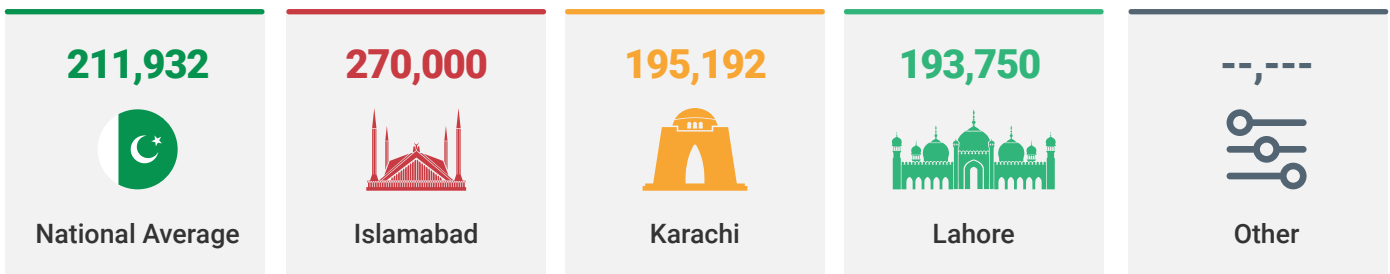 211,932
National Average
270,000
Islamabad
195,192
Karachi
193,750
Lahore
--,---
Other